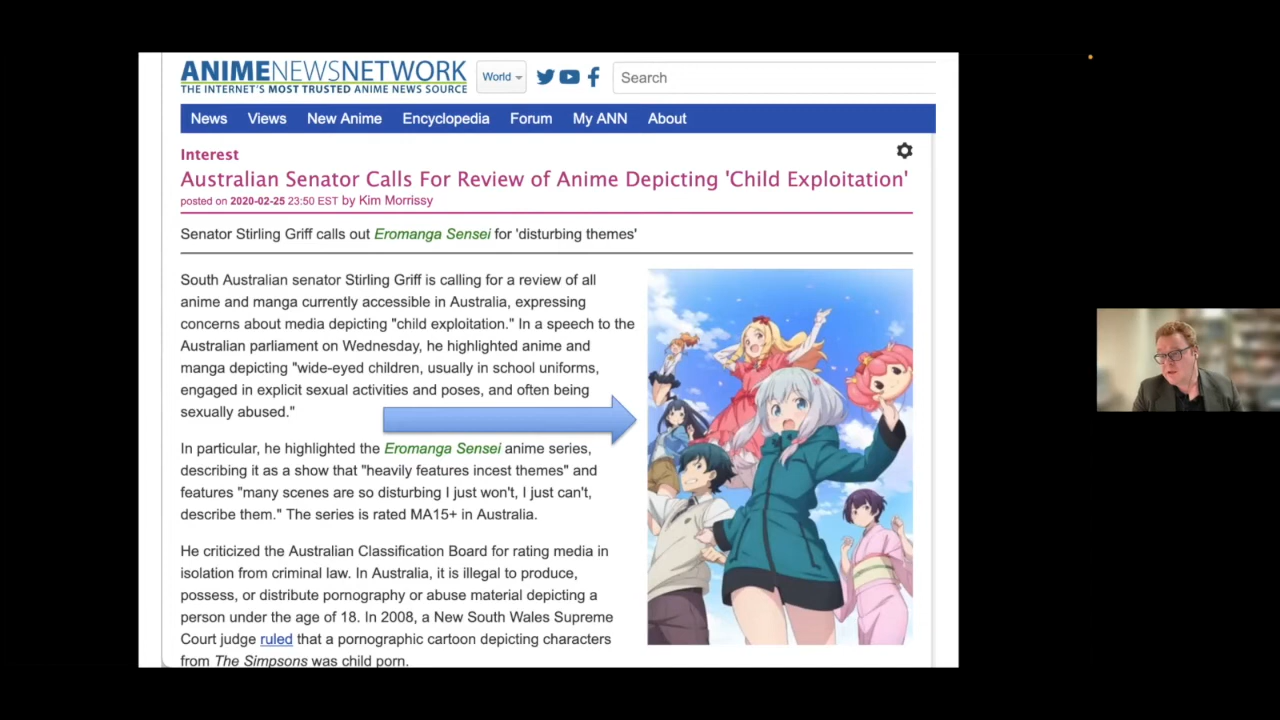 ANIMENEWSNETWORK
THE INTERNET'S MOST TRUSTED ANIME NEWS SOURCE
World
Search
News Views New Anime Encyclopedia Forum My ANN About
Interest
Australian Senator Calls For Review of Anime Depicting 'Child Exploitation'
posted on 2020-02-25 23:50 EST by Kim Morrissy
Senator Stirling Griff calls out Eromanga Sensei for 'disturbing themes'
South Australian senator Stirling Griff is calling for a review of all
anime and manga currently accessible in Australia, expressing
concerns about media depicting "child exploitation." In a speech to the
Australian parliament on Wednesday, he highlighted anime and
manga depicting "wide-eyed children, usually in school uniforms,
engaged in explicit sexual activities and poses, and often being
sexually abused."
In particular, he highlighted the Eromanga Sensei anime series,
describing it as a show that "heavily features incest themes" and
features "many scenes are so disturbing I just won't, I just can't,
describe them." The series is rated MA15+ in Australia.
He criticized the Australian Classification Board for rating media in
isolation from criminal law. In Australia, it is illegal to produce,
possess, or distribute pornography or abuse material depicting a
person under the age of 18. In 2008, a New South Wales Supreme
Court judge ruled that a pornographic cartoon depicting characters
from The Simpsons was child porn.